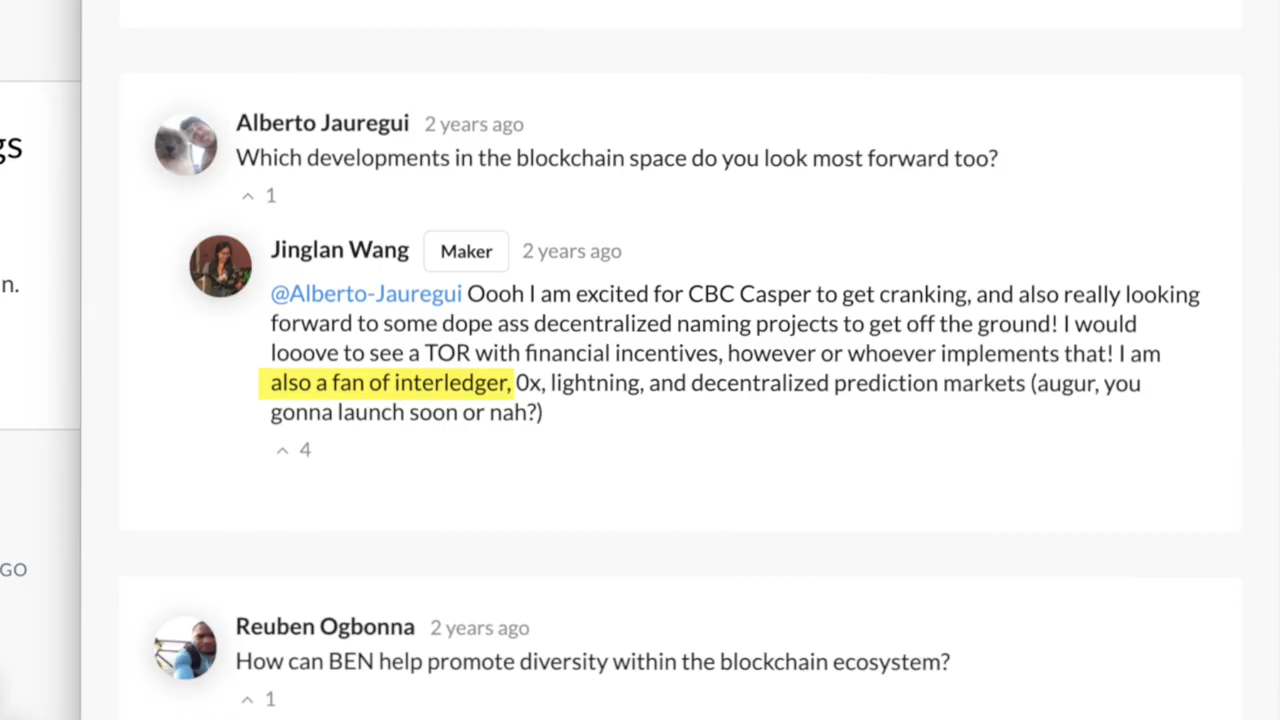 gs
n.
GO
Alberto Jauregui 2 years ago
Which developments in the blockchain space do you look most forward too?
1
Jinglan Wang Maker 2 years ago
@Alberto-Jauregui Oooh I am excited for CBC Casper to get cranking, and also really looking
forward to some dope ass decentralized naming projects to get off the ground! I would
looove to see a TOR with financial incentives, however or whoever implements that! I am
also a fan of interledger, 0x, lightning, and decentralized prediction markets (augur, you
gonna launch soon or nah?)
4
Reuben Ogbonna 2 years ago
How can BEN help promote diversity within the blockchain ecosystem?
1